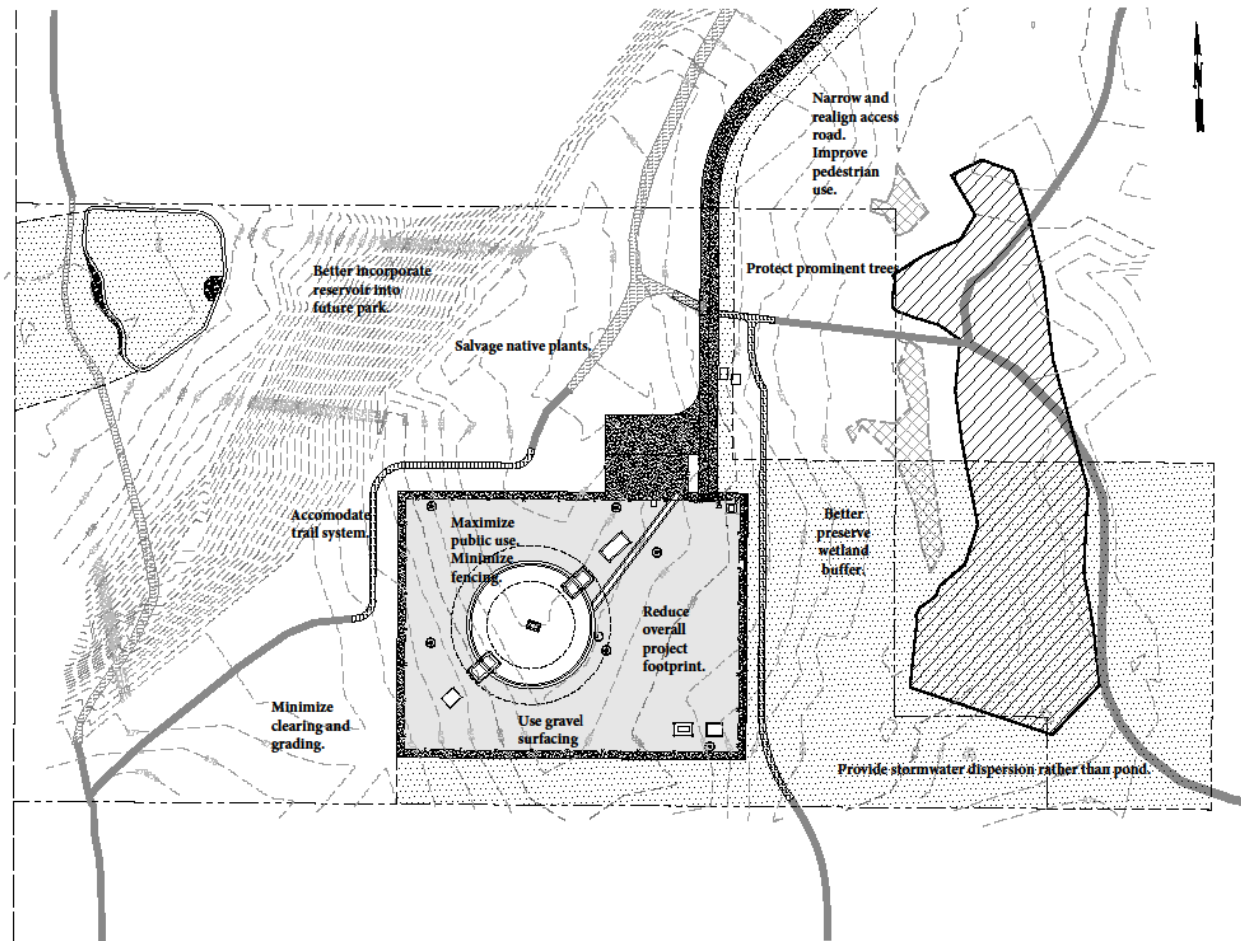 N
Narrow and
realign access
road.
Improve
pedestrian
use.
Better incorporate
reservoir into
future park.
Protect prominent trees
Salvage native plants.
Accomodate
trail system.
Maximize
public use.
Minimize
fencing.
Better
preserve
wetland
buffer.
Reduce
overall
project
footprint.
Minimize
clearing and
grading.
Use gravel
surfacing
Provide stormwater dispersion rather than pond.